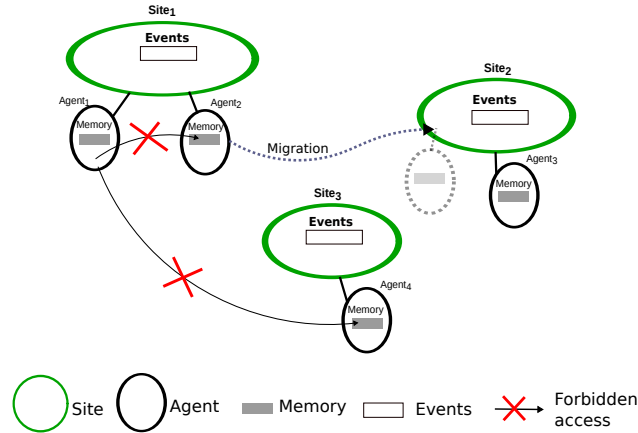 Site1
Events
Agent1
Agent2
Memory
Memory
Migration
Site2
Events
Agent3
Memory
Site3
Events
Agent4
Memory
Site
Agent
Memory
Events
Forbidden
access